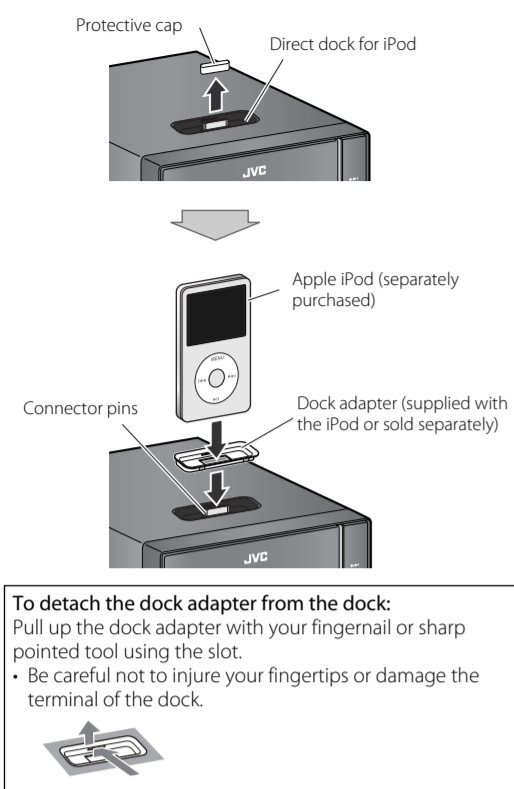 Protective cap
Direct dock for iPod
JVC
Apple iPod (separately
purchased)
MENU
Connector pins
Dock adapter (supplied with
the iPod or sold separately)
JVC
To detach the dock adapter from the dock:
Pull up the dock adapter with your fingernail or sharp
pointed tool using the slot.
• Be careful not to injure your fingertips or damage the
terminal of the dock.